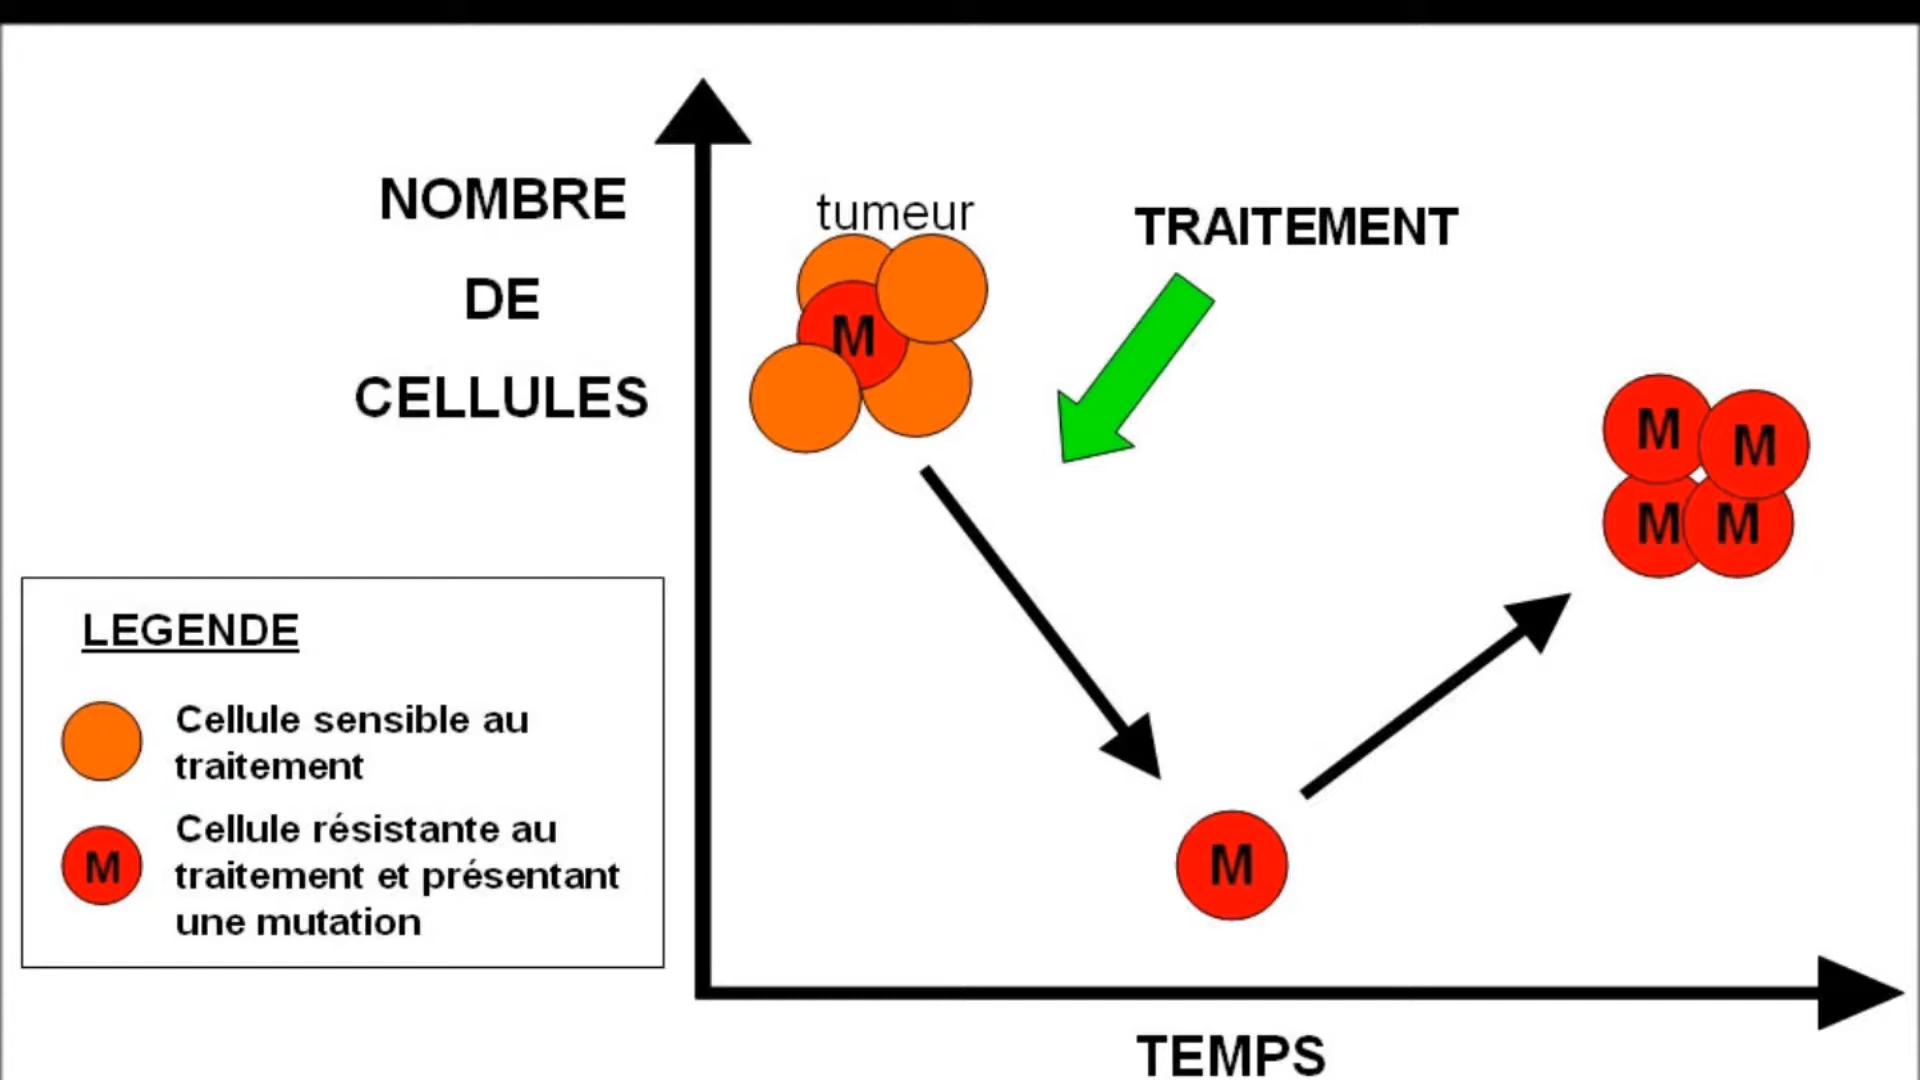 NOMBRE
DE
CELLULES
tumeur
M
TRAITEMENT
M
M
M
M
M
LEGENDE
Cellule sensible au
traitement
M
Cellule résistante au
traitement et présentant
une mutation
TEMPS